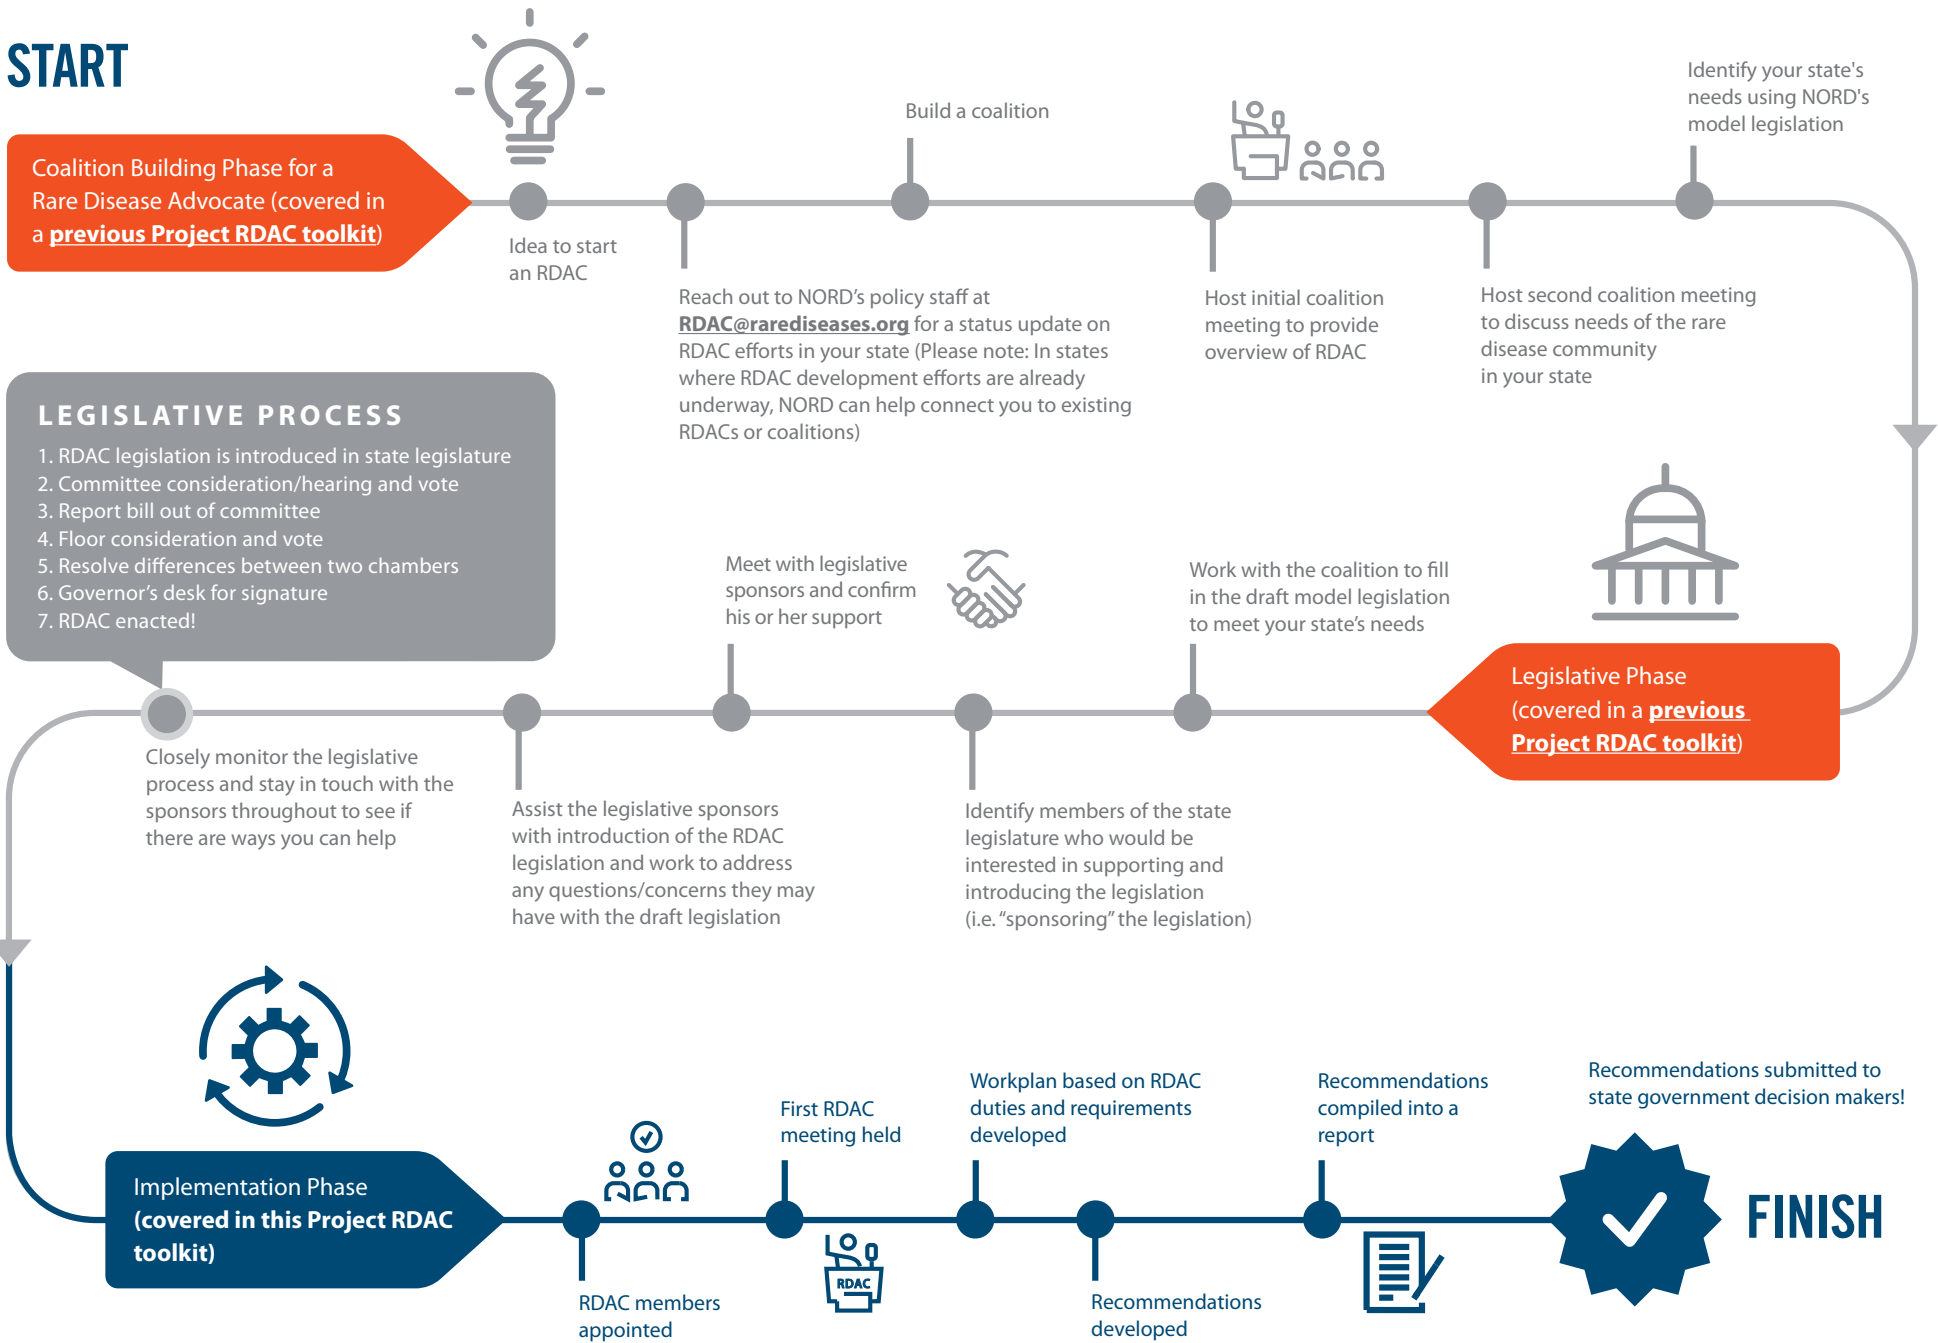 START
Coalition Building Phase for a
Rare Disease Advocate (covered in
a previous Project RDAC toolkit)
Idea to start
an RDAC
Reach out to NORD’s policy staff at
RDAC@rarediseases.org for a status update on
RDAC efforts in your state (Please note: In states
where RDAC development efforts are already
underway, NORD can help connect you to existing
RDACs or coalitions)
Build a coalition
Host initial coalition
meeting to provide
overview of RDAC
Host second coalition meeting
to discuss needs of the rare
disease community
in your state
Identify your state's
needs using NORD's
model legislation
Legislative Phase
(covered in a previous
Project RDAC toolkit)
Work with the coalition to fill
in the draft model legislation
to meet your state’s needs
Identify members of the state
legislature who would be
interested in supporting and
introducing the legislation
(i.e. “sponsoring” the legislation)
Meet with legislative
sponsors and confirm
his or her support
Assist the legislative sponsors
with introduction of the RDAC
legislation and work to address
any questions/concerns they may
have with the draft legislation
Closely monitor the legislative
process and stay in touch with the
sponsors throughout to see if
there are ways you can help
LEGISLATIVE PROCESS
1. RDAC legislation is introduced in state legislature
2. Committee consideration/hearing and vote
3. Report bill out of committee
4. Floor consideration and vote
5. Resolve differences between two chambers
6. Governor’s desk for signature
7. RDAC enacted!
Implementation Phase
(covered in this Project RDAC
toolkit)
RDAC members
appointed
First RDAC
meeting held
RDAC
Workplan based on RDAC
duties and requirements
developed
Recommendations
developed
Recommendations
compiled into a
report
Recommendations submitted to
state government decision makers!
FINISH